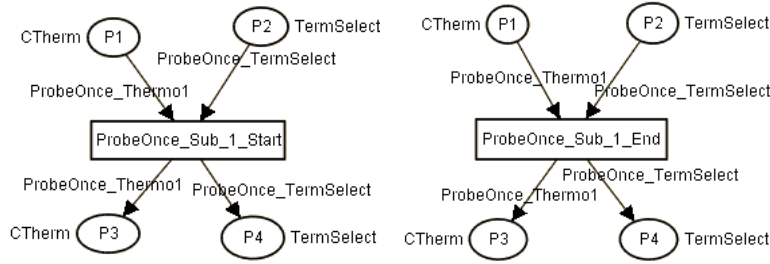 CTherm P1 P2 TermSelect
ProbeOnce_TermSelect
ProbeOnce_Thermo1
ProbeOnce_Sub_1_Start
ProbeOnce_Thermo1
ProbeOnce_TermSelect
CTherm P3 P4 TermSelect
CTherm P1 P2 TermSelect
ProbeOnce_Thermo1
ProbeOnce_TermSelect
ProbeOnce_Sub_1_End
ProbeOnce_TermSelect
ProbeOnce_Thermo1
CTherm P3 P4 TermSelect